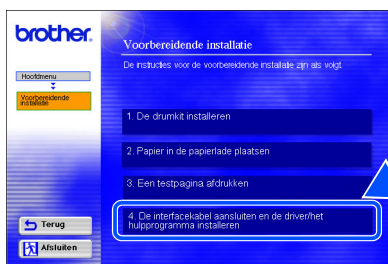 brother.
Hoofdmenu
Voorbereidende
installatie
Terug
Afsluiten
Voorbereidende installatie
De instructies voor de voorbereidende installatie zijn als volgt.
1. De drumkit installeren
2. Papier in de papierlade plaatsen
3. Een testpagina afdrukken
4. De interfacekabel aansluiten en de driver/het
hulpprogramma installeren